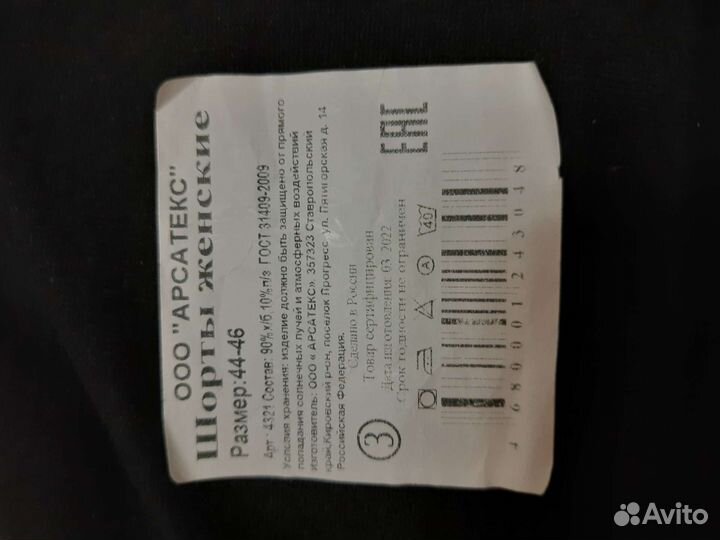 ООО "АРСАТЕКС"
Шорты женские
Размер:44-46
Арт: 4321 Состав: 90% х/б, 10%п/э ГОСТ 31409-2009
Условия хранения: изделие должно быть защищено от прямого
попадания солнечных лучай и атмосферных воздействий
Изготовитель: ООО « АРСАТЕКС». 357323 Ставропольский
край,Кировский р-он, поселок Прогресс ул. Пятигорская д. 14
Российская Федерация.
Сделано в России
Товар сертифицирован
Дата изготовления 03 2022
Срок годности не ограничен
3
ЕАС
А
40
4 680001 243048
Avito